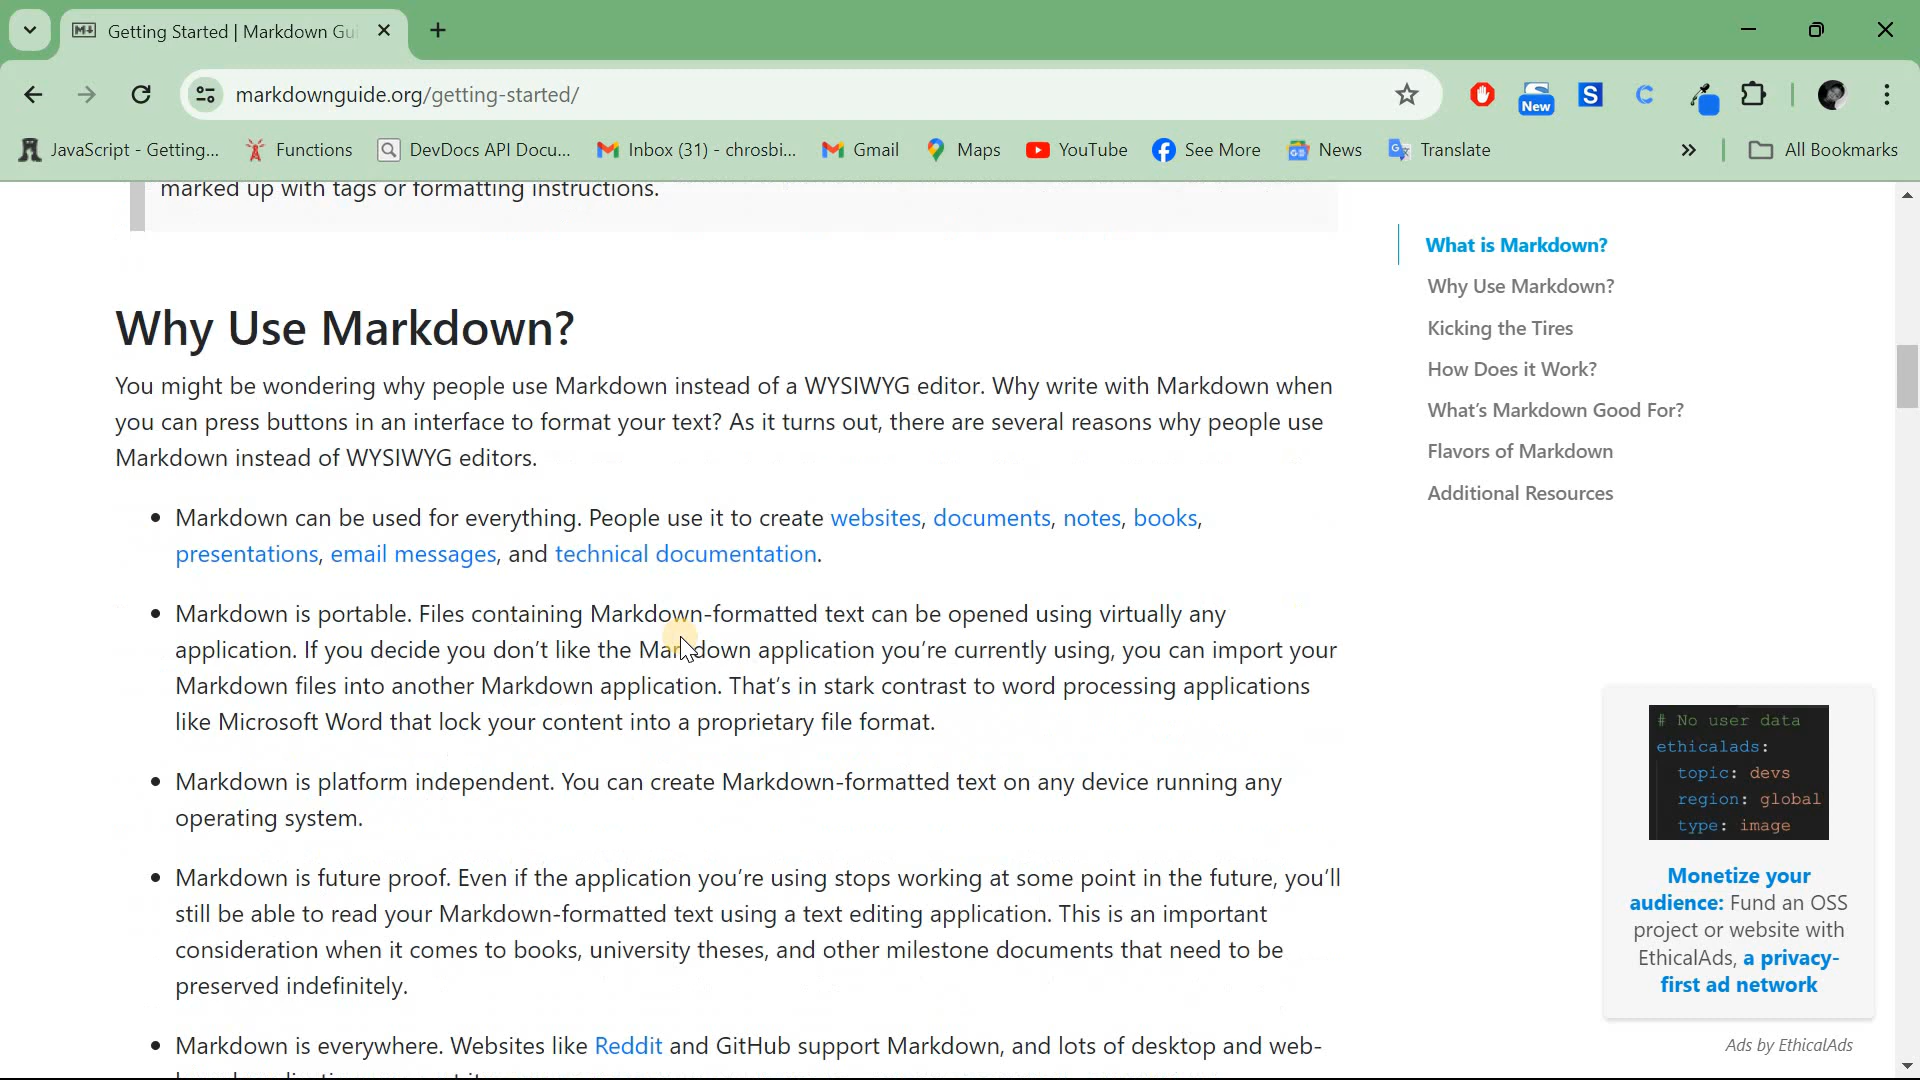 Getting Started | Markdown Gu
markdownguide.org/getting-started/
New
S
C
JavaScript - Getting...
Functions
DevDocs API Docu...
Inbox (31) - chrosbi...
Gmail
Maps
YouTube
See More
News
Translate
»
All Bookmarks
marked up with tags or formatting instructions.
Why Use Markdown?
You might be wondering why people use Markdown instead of a WYSIWYG editor. Why write with Markdown when
you can press buttons in an interface to format your text? As it turns out, there are several reasons why people use
Markdown instead of WYSIWYG editors.
• Markdown can be used for everything. People use it to create websites, documents, notes, books,
presentations, email messages, and technical documentation.
• Markdown is portable. Files containing Markdown-formatted text can be opened using virtually any
application. If you decide you don’t like the Markdown application you’re currently using, you can import your
Markdown files into another Markdown application. That’s in stark contrast to word processing applications
like Microsoft Word that lock your content into a proprietary file format.
• Markdown is platform independent. You can create Markdown-formatted text on any device running any
operating system.
• Markdown is future proof. Even if the application you’re using stops working at some point in the future, you’ll
still be able to read your Markdown-formatted text using a text editing application. This is an important
consideration when it comes to books, university theses, and other milestone documents that need to be
preserved indefinitely.
• Markdown is everywhere. Websites like Reddit and GitHub support Markdown, and lots of desktop and web-
What is Markdown?
Why Use Markdown?
Kicking the Tires
How Does it Work?
What’s Markdown Good For?
Flavors of Markdown
Additional Resources
# No user data
ethicalads:
topic: devs
region: global
type: image
Monetize your
audience: Fund an OSS
project or website with
EthicalAds, a privacy-
first ad network
Ads by EthicalAds